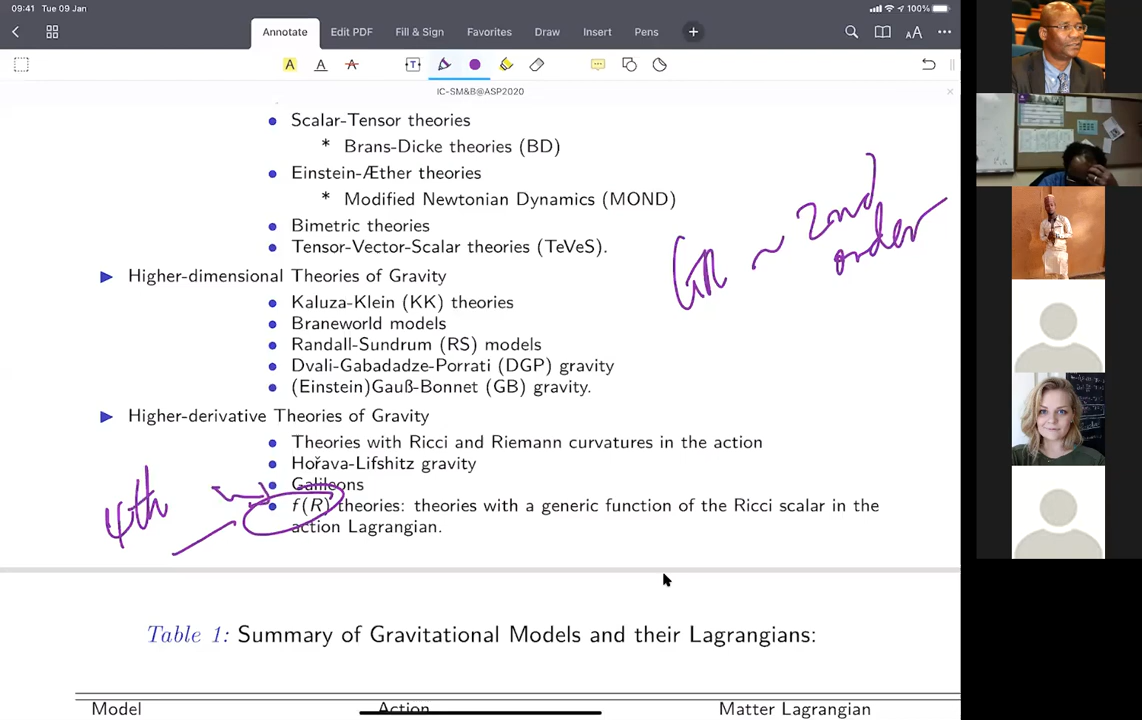 09:41 Tue 09 Jan
100%
Annotate Edit PDF Fill & Sign Favorites Draw Insert Pens
IC-SM&B@ASP2020
• Scalar-Tensor theories
* Brans-Dicke theories (BD)
• Einstein-Æther theories
* Modified Newtonian Dynamics (MOND)
• Bimetric theories
• Tensor-Vector-Scalar theories (TeVeS).
GR ~ 2nd
order
▶ Higher-dimensional Theories of Gravity
• Kaluza-Klein (KK) theories
• Braneworld models
• Randall-Sundrum (RS) models
• Dvali-Gabadadze-Porrati (DGP) gravity
• (Einstein)Gauß-Bonnet (GB) gravity.
▶ Higher-derivative Theories of Gravity
• Theories with Ricci and Riemann curvatures in the action
• Hořava-Lifshitz gravity
• Galileons
4th
• f(R) theories: theories with a generic function of the Ricci scalar in the
action Lagrangian.
Table 1: Summary of Gravitational Models and their Lagrangians:
Model Action Matter Lagrangian